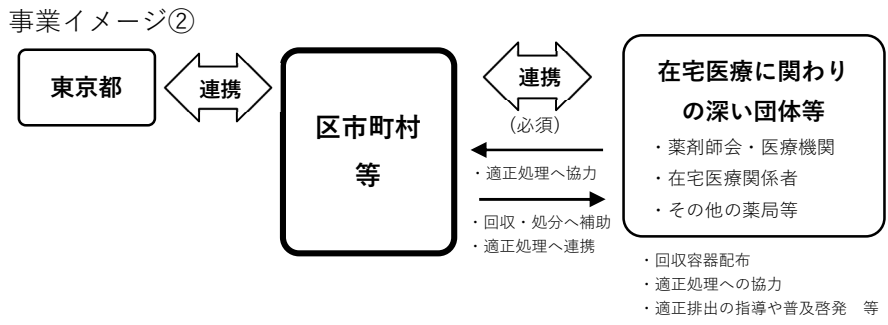 事業イメージ②
東京都
連携
区市町村
等
連携
（必須）
・適正処理へ協力
・回収・処分へ補助
・適正処理へ連携
在宅医療に関わり
の深い団体等
・薬剤師会・医療機関
・在宅医療関係者
・その他の薬局等
・回収容器配布
・適正処理への協力
・適正排出の指導や普及啓発　等